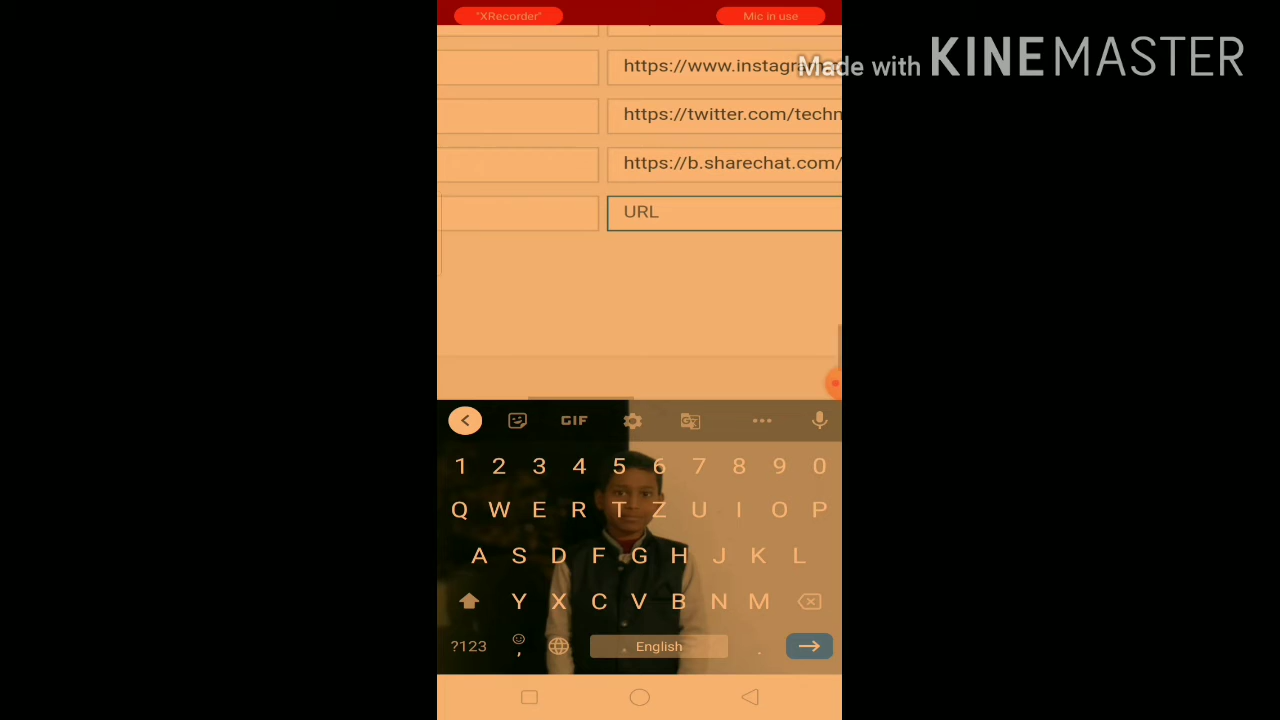 "XRecorder"
Mic in use
Made with KINEMASTER
https://www.instagram
https://twitter.com/techn
https://b.sharechat.com/
URL
GIF
1 2 3 4 5 6 7 8 9 0
Q W E R T Z U I O P
A S D F G H J K L
Y X C V B N M
?123 , English .